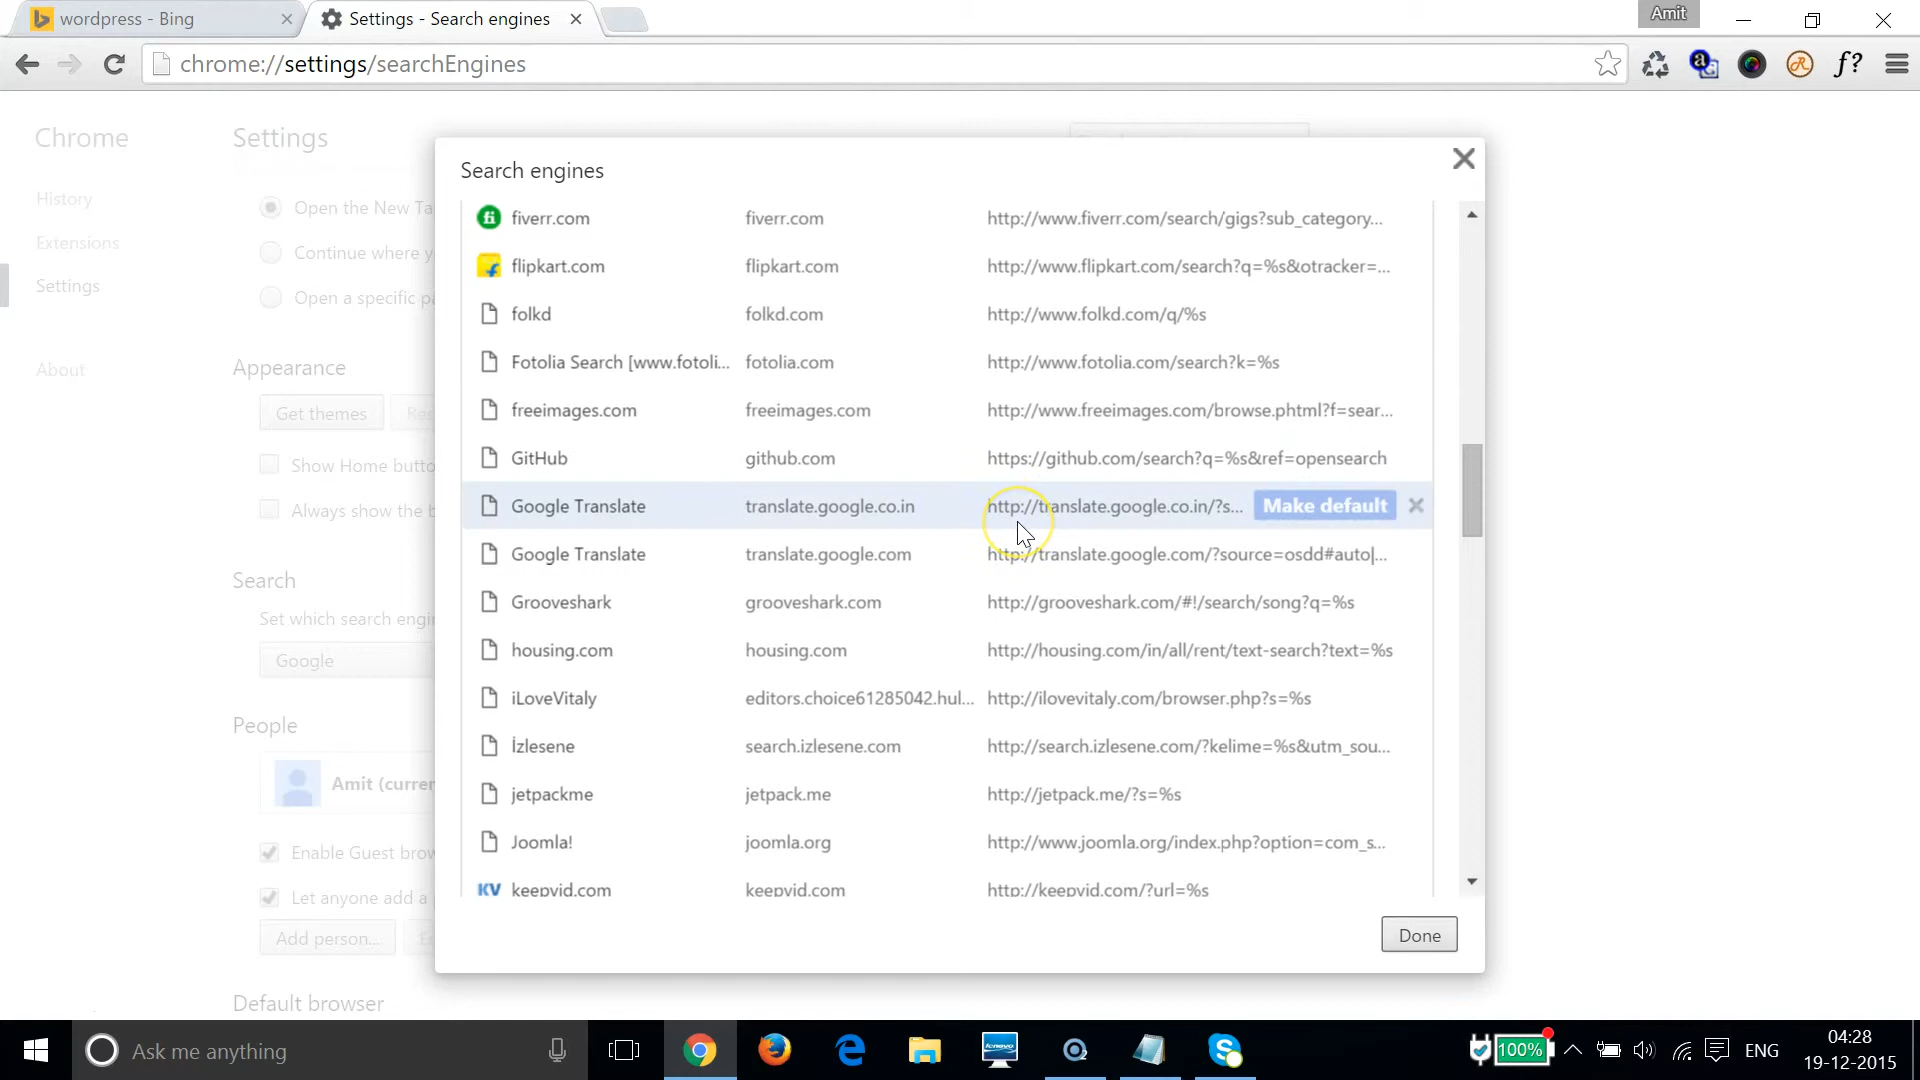 wordpress - Bing
Settings - Search engines
Amit
chrome://settings/searchEngines
Chrome
History
Extensions
Settings
About
Settings
Open the New Ta
Continue where y
Open a specific pa
Appearance
Get themes
Res
Show Home butto
Always show the b
Search
Set which search engi
Google
People
Amit (curren
Enable Guest brow
Let anyone add a
Add person...
Default browser
Search engines
fiverr.com fiverr.com http://www.fiverr.com/search/gigs?sub_category...
flipkart.com flipkart.com http://www.flipkart.com/search?q=%s&otracker=...
folkd folkd.com http://www.folkd.com/q/%s
Fotolia Search [www.fotoli... fotolia.com http://www.fotolia.com/search?k=%s
freeimages.com freeimages.com http://www.freeimages.com/browse.phtml?f=sear...
GitHub github.com https://github.com/search?q=%s&ref=opensearch
Google Translate translate.google.co.in http://translate.google.co.in/?s... Make default
Google Translate translate.google.com http://translate.google.com/?source=osdd#auto|...
Grooveshark grooveshark.com http://grooveshark.com/#!/search/song?q=%s
housing.com housing.com http://housing.com/in/all/rent/text-search?text=%s
iLoveVitaly editors.choice61285042.hul... http://ilovevitaly.com/browser.php?s=%s
İzlesene search.izlesene.com http://search.izlesene.com/?kelime=%s&utm_sou...
jetpackme jetpack.me http://jetpack.me/?s=%s
Joomla! joomla.org http://www.joomla.org/index.php?option=com_s...
KV keepvid.com keepvid.com http://keepvid.com/?url=%s
Done
Ask me anything
100%
ENG
04:28
19-12-2015